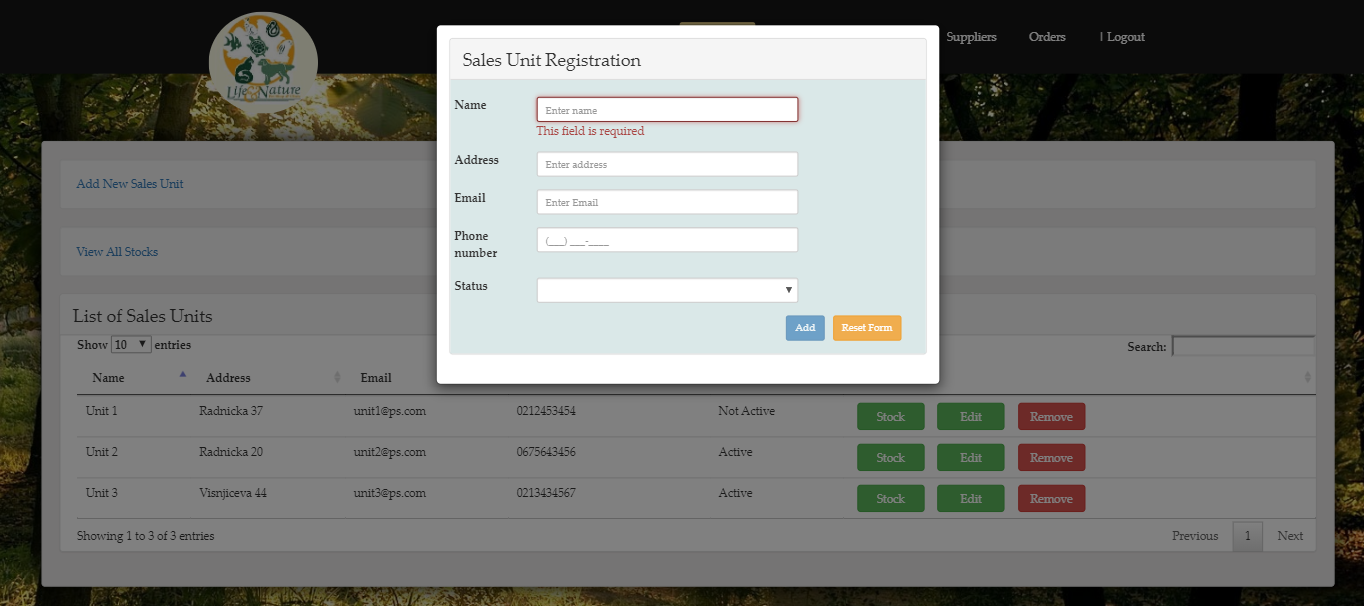 Suppliers Orders | Logout
Life & Nature
Sales Unit Registration
Name Enter name
This field is required
Address Enter address
Email Enter Email
Phone number (___) ___-____
Status
Add Reset Form
Add New Sales Unit
View All Stocks
List of Sales Units
Show 10 entries Search:
Name Address Email
Unit 1 Radnicka 37 unit1@ps.com 0212453454 Not Active Stock Edit Remove
Unit 2 Radnicka 20 unit2@ps.com 0675643456 Active Stock Edit Remove
Unit 3 Visnjiceva 44 unit3@ps.com 0213434567 Active Stock Edit Remove
Showing 1 to 3 of 3 entries Previous 1 Next